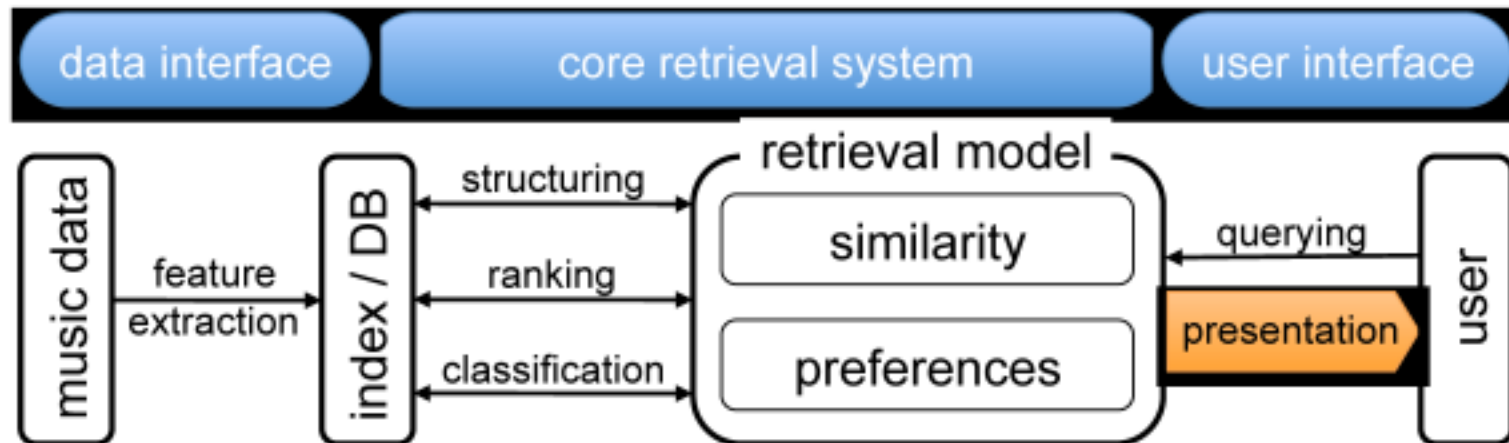 data interface
core retrieval system
user interface
retrieval model
music data
feature
extraction
index / DB
structuring
ranking
classification
similarity
preferences
querying
presentation
user